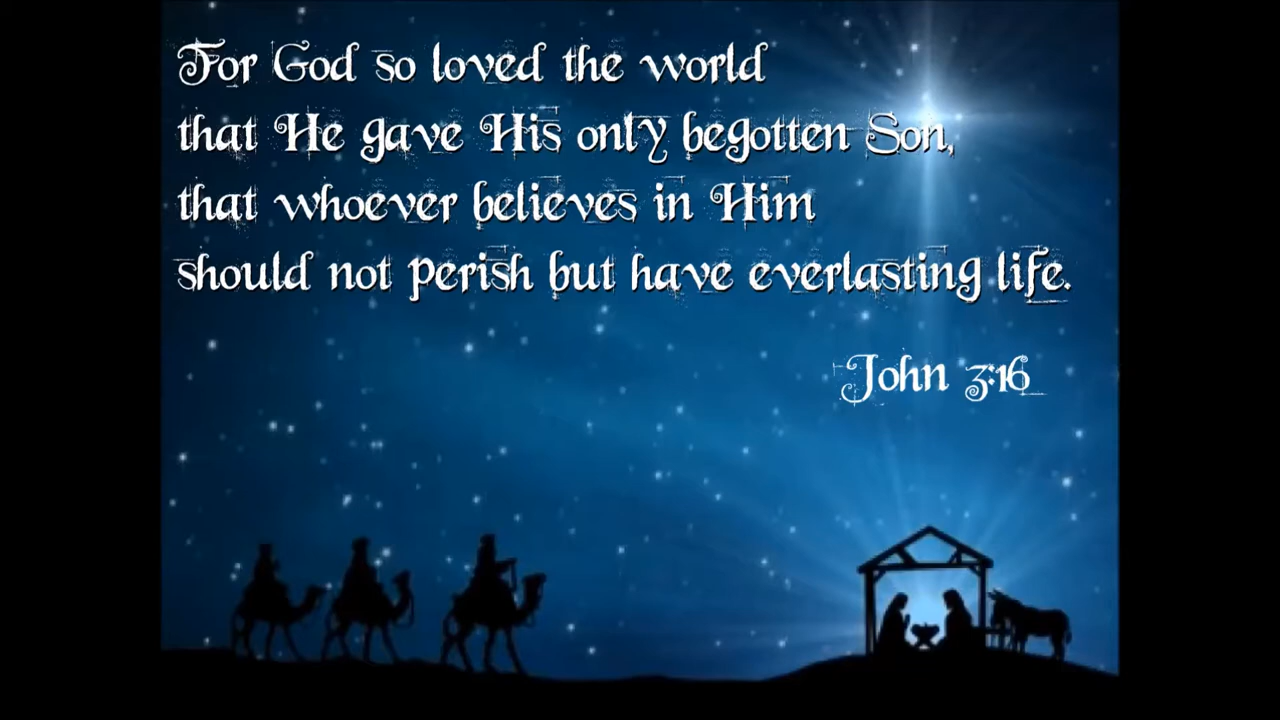 For God so loved the world
that He gave His only begotten Son,
that whoever believes in Him
should not perish but have everlasting life.
John 3:16